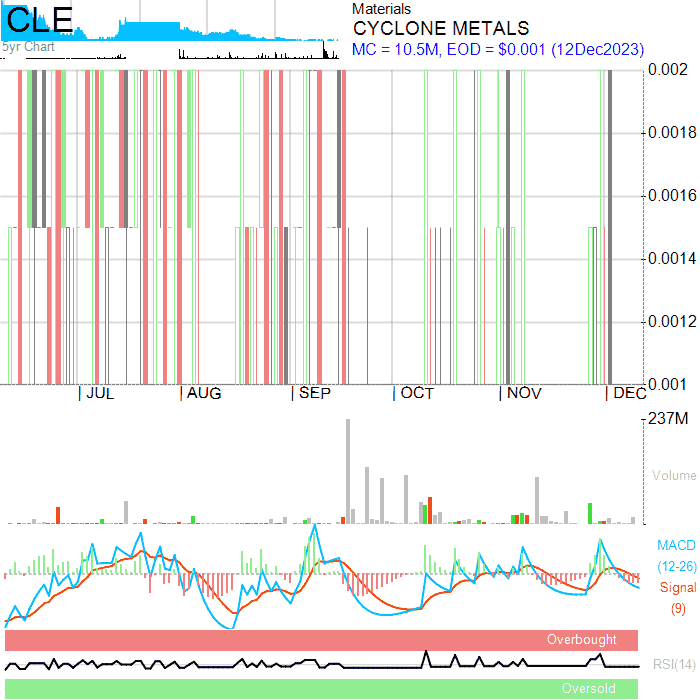 CLE
5yr Chart
Materials
CYCLONE METALS
MC = 10.5M, EOD = $0.001 (12Dec2023)
0.002
0.0018
0.0016
0.0014
0.0012
0.001
JUL AUG SEP OCT NOV DEC
237M
Volume
MACD
(12-26)
Signal
(9)
Overbought
RSI(14)
Oversold